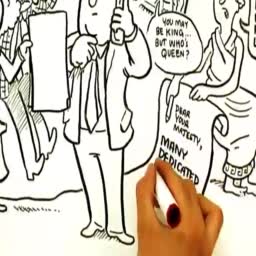 YOU MAY
BE KING...
BUT WHO'S
QUEEN?
DEAR
YOUR
MAJESTY,
MANY
DEDICATED